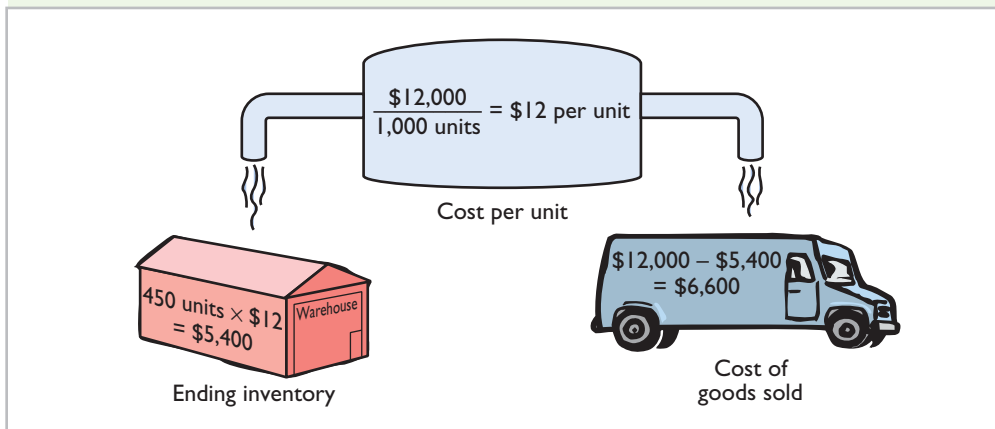 $12,000
1,000 units
= $12 per unit
Cost per unit
450 units × $12
= $5,400
Warehouse
Ending inventory
$12,000 – $5,400
= $6,600
Cost of
goods sold